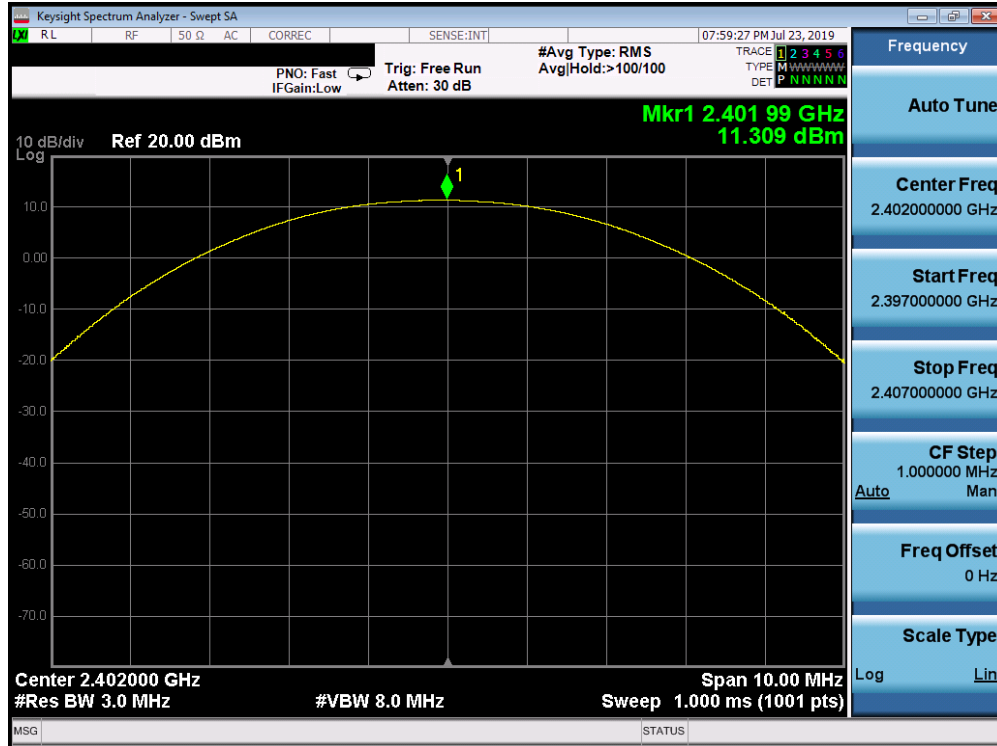 Keysight Spectrum Analyzer - Swept SA
LXI RL RF 50 Ω AC CORREC SENSE:INT 07:59:27 PM Jul 23, 2019
PNO: Fast
IFGain:Low
Trig: Free Run
Atten: 30 dB
#Avg Type: RMS
Avg|Hold:>100/100
TRACE 1 2 3 4 5 6
TYPE M WWWWW
DET P N N N N N
Mkr1 2.401 99 GHz
11.309 dBm
10 dB/div Ref 20.00 dBm
Log
1
10.0
0.00
-10.0
-20.0
-30.0
-40.0
-50.0
-60.0
-70.0
Center 2.402000 GHz Span 10.00 MHz
#Res BW 3.0 MHz #VBW 8.0 MHz Sweep 1.000 ms (1001 pts)
MSG STATUS
Frequency
Auto Tune
Center Freq
2.402000000 GHz
Start Freq
2.397000000 GHz
Stop Freq
2.407000000 GHz
CF Step
1.000000 MHz
Auto Man
Freq Offset
0 Hz
Scale Type
Log Lin